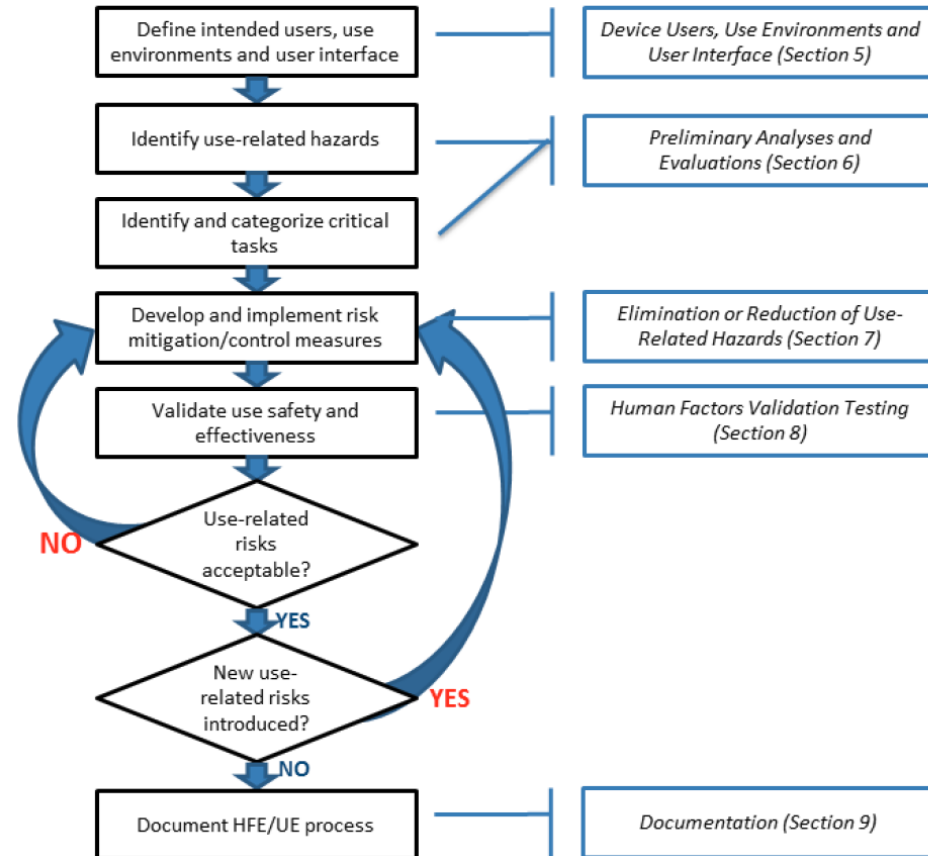 Define intended users, use
environments and user interface
Device Users, Use Environments and
User Interface (Section 5)
Identify use-related hazards
Preliminary Analyses and
Evaluations (Section 6)
Identify and categorize critical
tasks
Develop and implement risk
mitigation/control measures
Elimination or Reduction of Use-
Related Hazards (Section 7)
Validate use safety and
effectiveness
Human Factors Validation Testing
(Section 8)
Use-related
risks
acceptable?
NO
YES
New use-
related risks
introduced?
YES
NO
Document HFE/UE process
Documentation (Section 9)